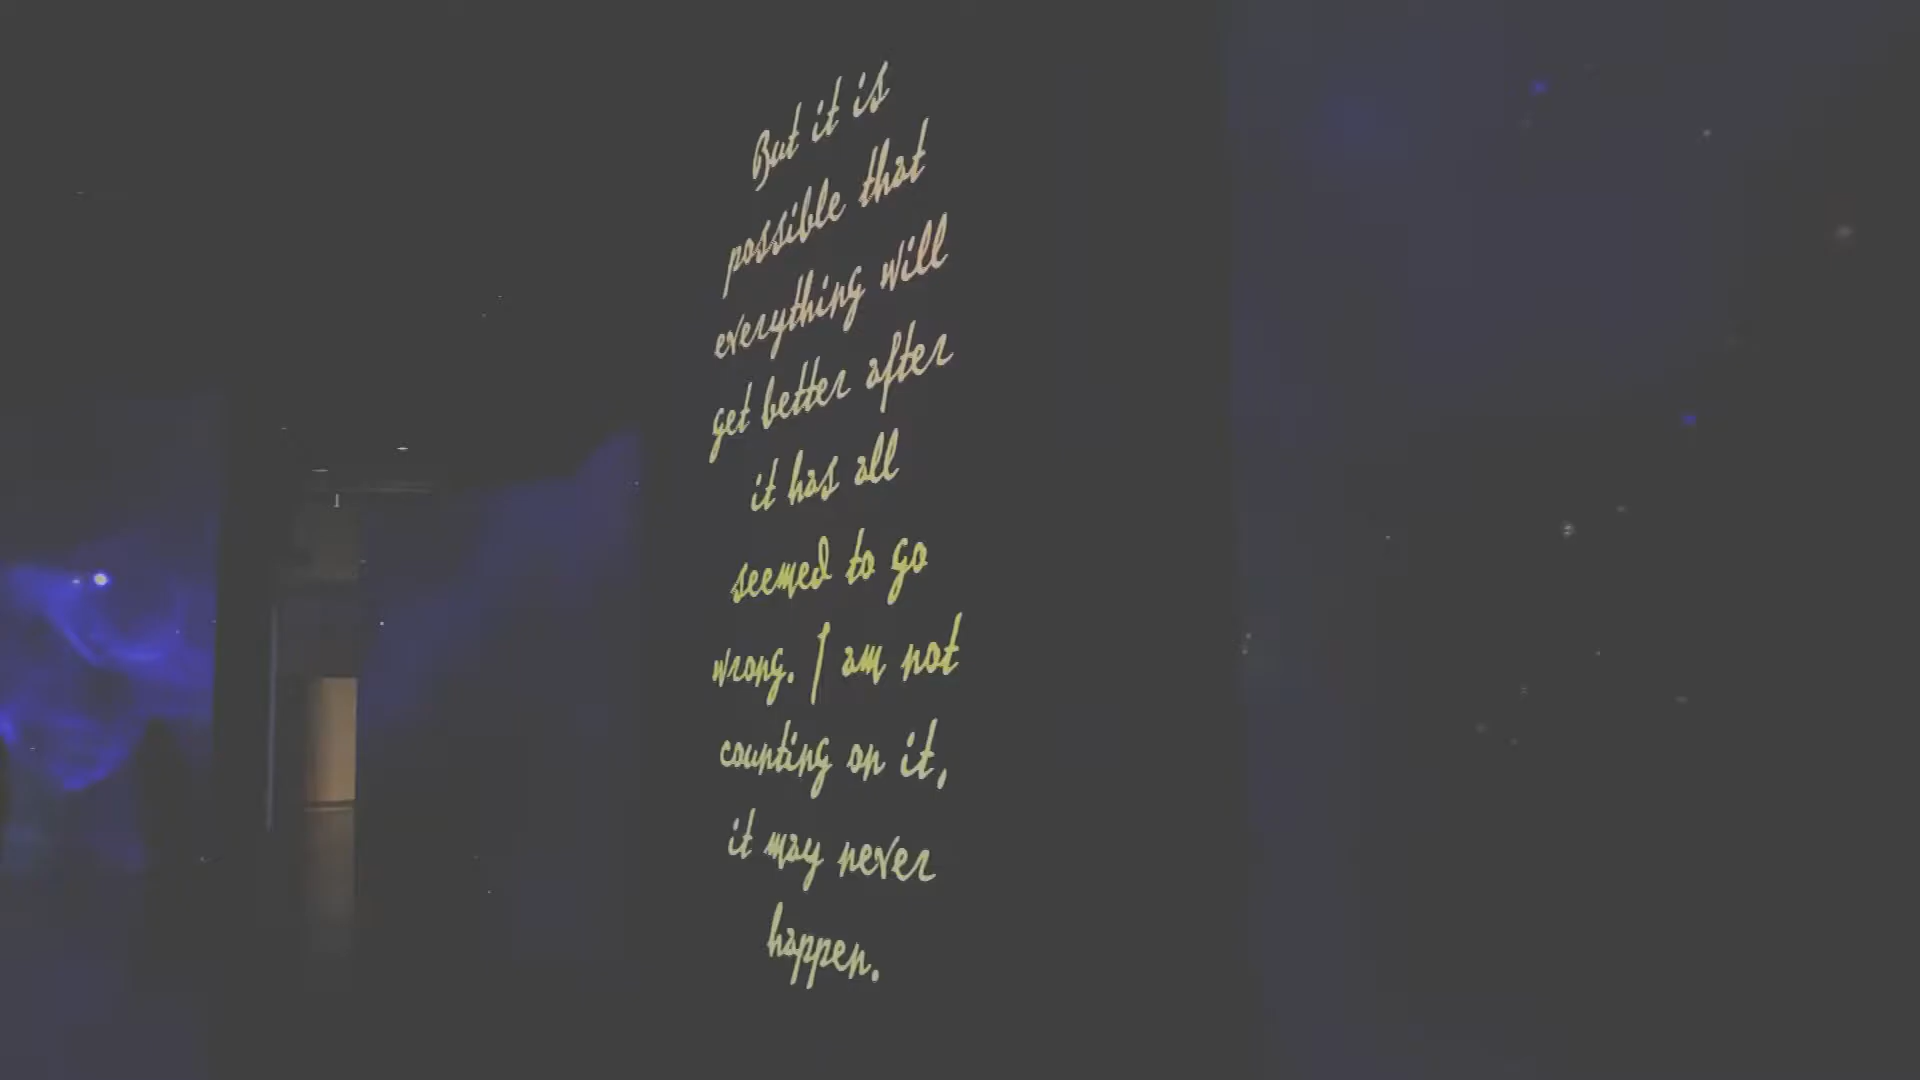 But it is
possible that
everything will
get better after
it has all
seemed to go
wrong. I am not
counting on it,
it may never
happen.